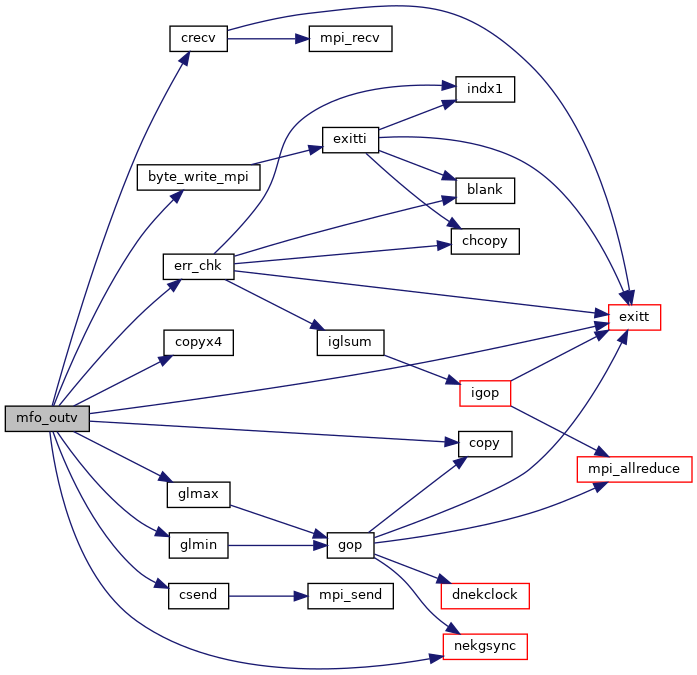 crecv
mpi_recv
indx1
exitti
byte_write_mpi
blank
chcopy
err_chk
exitt
copyx4
iglsum
igop
mfo_outv
copy
mpi_allreduce
glmax
glmin
gop
csend
mpi_send
dnekclock
nekgsync